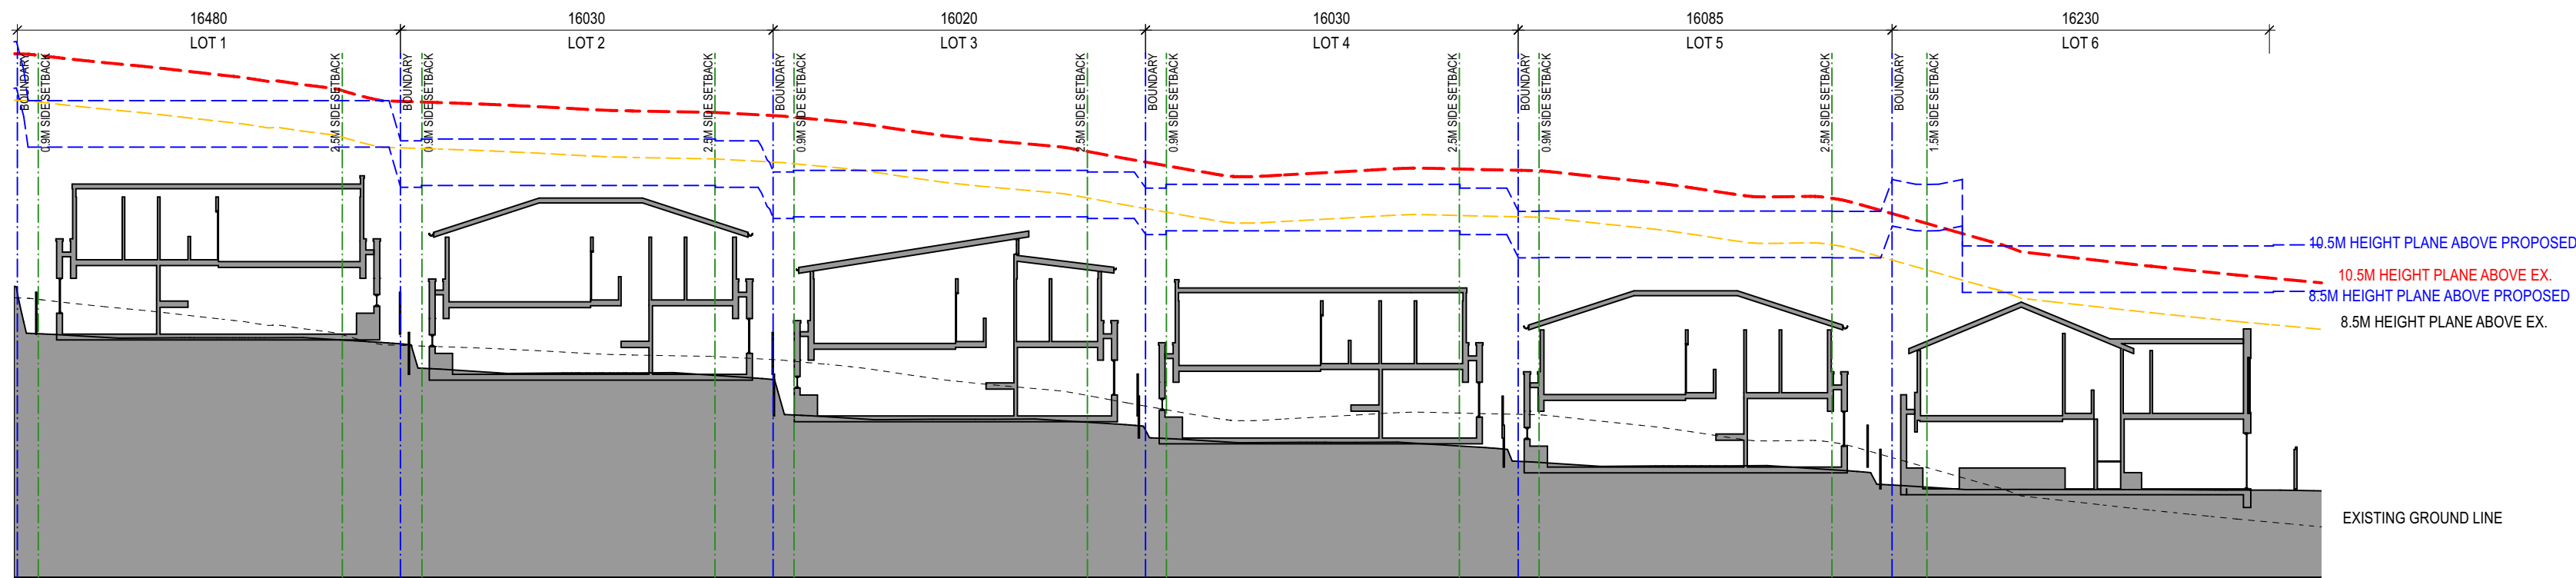 16480
16030
16020
16030
16085
16230
LOT 1
LOT 2
LOT 3
LOT 4
LOT 5
LOT 6
BOUNDARY
0.9M SIDE SETBACK
2.5M SIDE SETBACK
BOUNDARY
0.9M SIDE SETBACK
2.5M SIDE SETBACK
BOUNDARY
0.9M SIDE SETBACK
2.5M SIDE SETBACK
BOUNDARY
0.9M SIDE SETBACK
2.5M SIDE SETBACK
BOUNDARY
0.9M SIDE SETBACK
2.5M SIDE SETBACK
BOUNDARY
1.5M SIDE SETBACK
10.5M HEIGHT PLANE ABOVE PROPOSED
10.5M HEIGHT PLANE ABOVE EX.
8.5M HEIGHT PLANE ABOVE PROPOSED
8.5M HEIGHT PLANE ABOVE EX.
EXISTING GROUND LINE